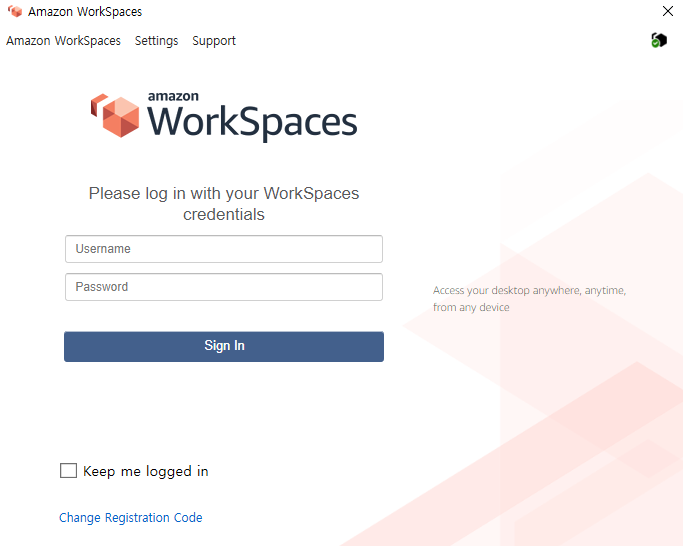 Amazon WorkSpaces
Amazon WorkSpaces Settings Support
amazon
WorkSpaces
Please log in with your WorkSpaces
credentials
Username
Password
Access your desktop anywhere, anytime,
from any device
Sign In
Keep me logged in
Change Registration Code